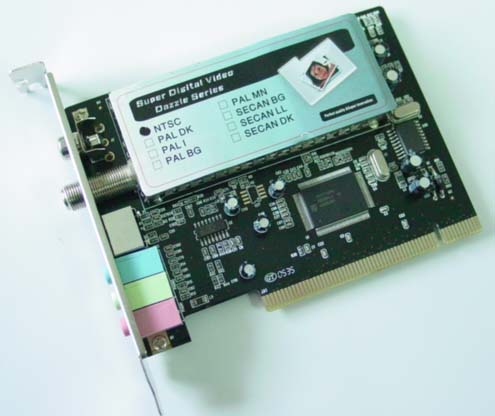 Super Digital Video
Dazzle Series
NTSC
PAL DK
PAL I
PAL BG
PAL MN
SECAN BG
SECAN LL
SECAN DK
0535